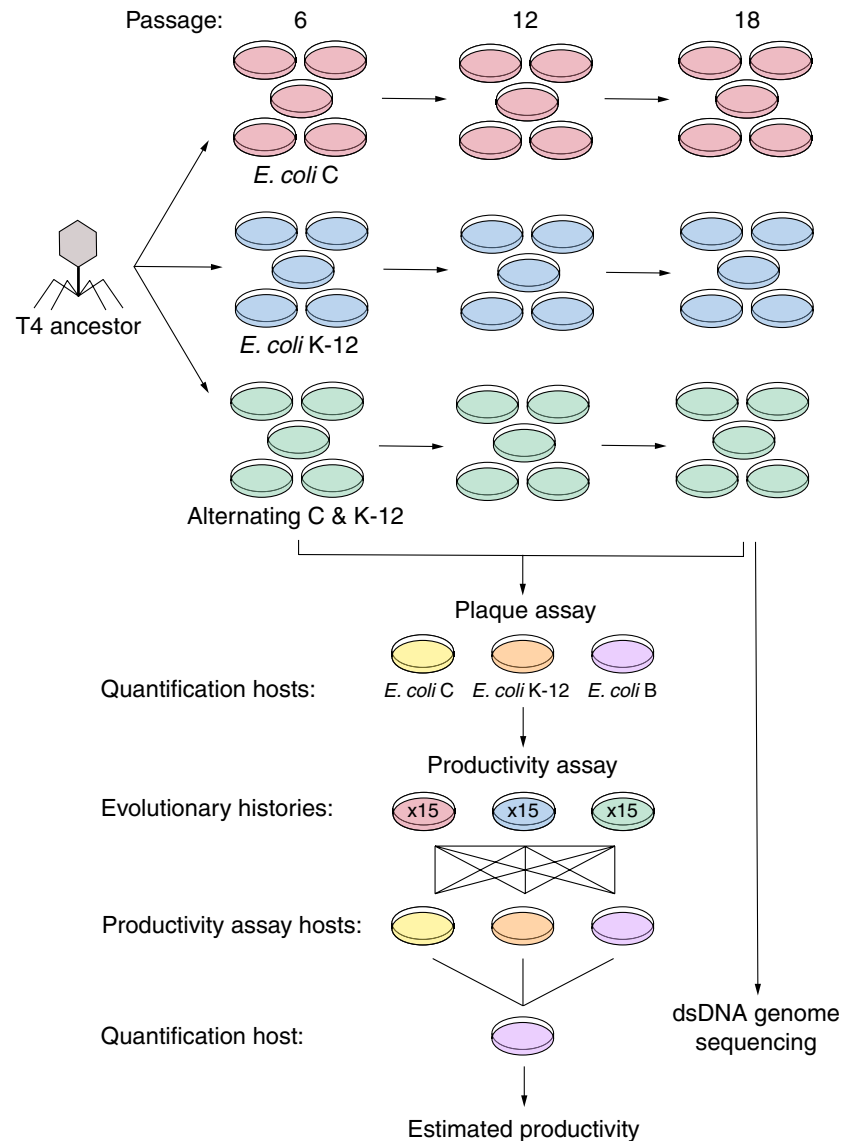 Passage: 6 12 18
E. coli C
T4 ancestor
E. coli K-12
Alternating C & K-12
Plaque assay
Quantification hosts:
E. coli C E. coli K-12 E. coli B
Productivity assay
Evolutionary histories: x15 x15 x15
Productivity assay hosts:
Quantification host:
dsDNA genome
sequencing
Estimated productivity